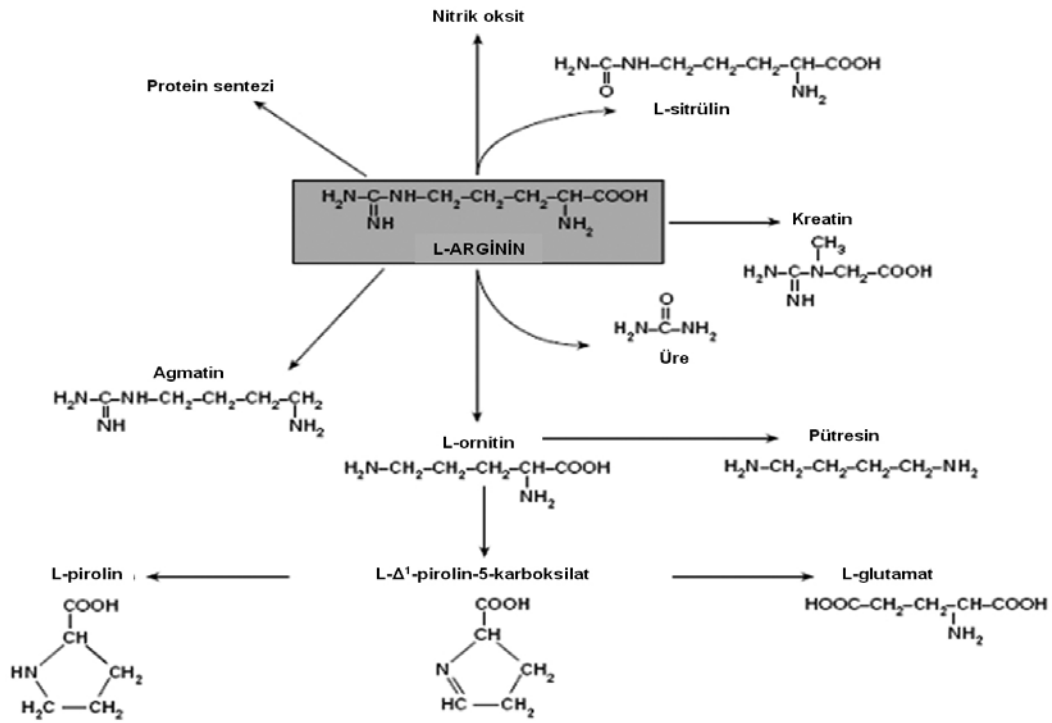 Nitrik oksit
H₂N–C–NH–CH₂–CH₂–CH₂–CH–COOH
O
NH₂
L-sitrülin
Protein sentezi
H₂N–C–NH–CH₂–CH₂–CH₂–CH–COOH
NH
NH₂
L-ARGİNİN
Kreatin
CH₃
H₂N–C–N–CH₂–COOH
NH
O
H₂N–C–NH₂
Üre
Agmatin
H₂N–C–NH–CH₂–CH₂–CH₂–CH₂
NH
NH₂
L-ornitin
H₂N–CH₂–CH₂–CH₂–CH–COOH
NH₂
Pütresin
H₂N–CH₂–CH₂–CH₂–CH₂–NH₂
L-pirolin
COOH
CH
HN
CH₂
H₂C–CH₂
L-Δ¹-pirolin-5-karboksilat
COOH
CH
N
CH₂
HC–CH₂
L-glutamat
HOOC–CH₂–CH₂–CH–COOH
NH₂